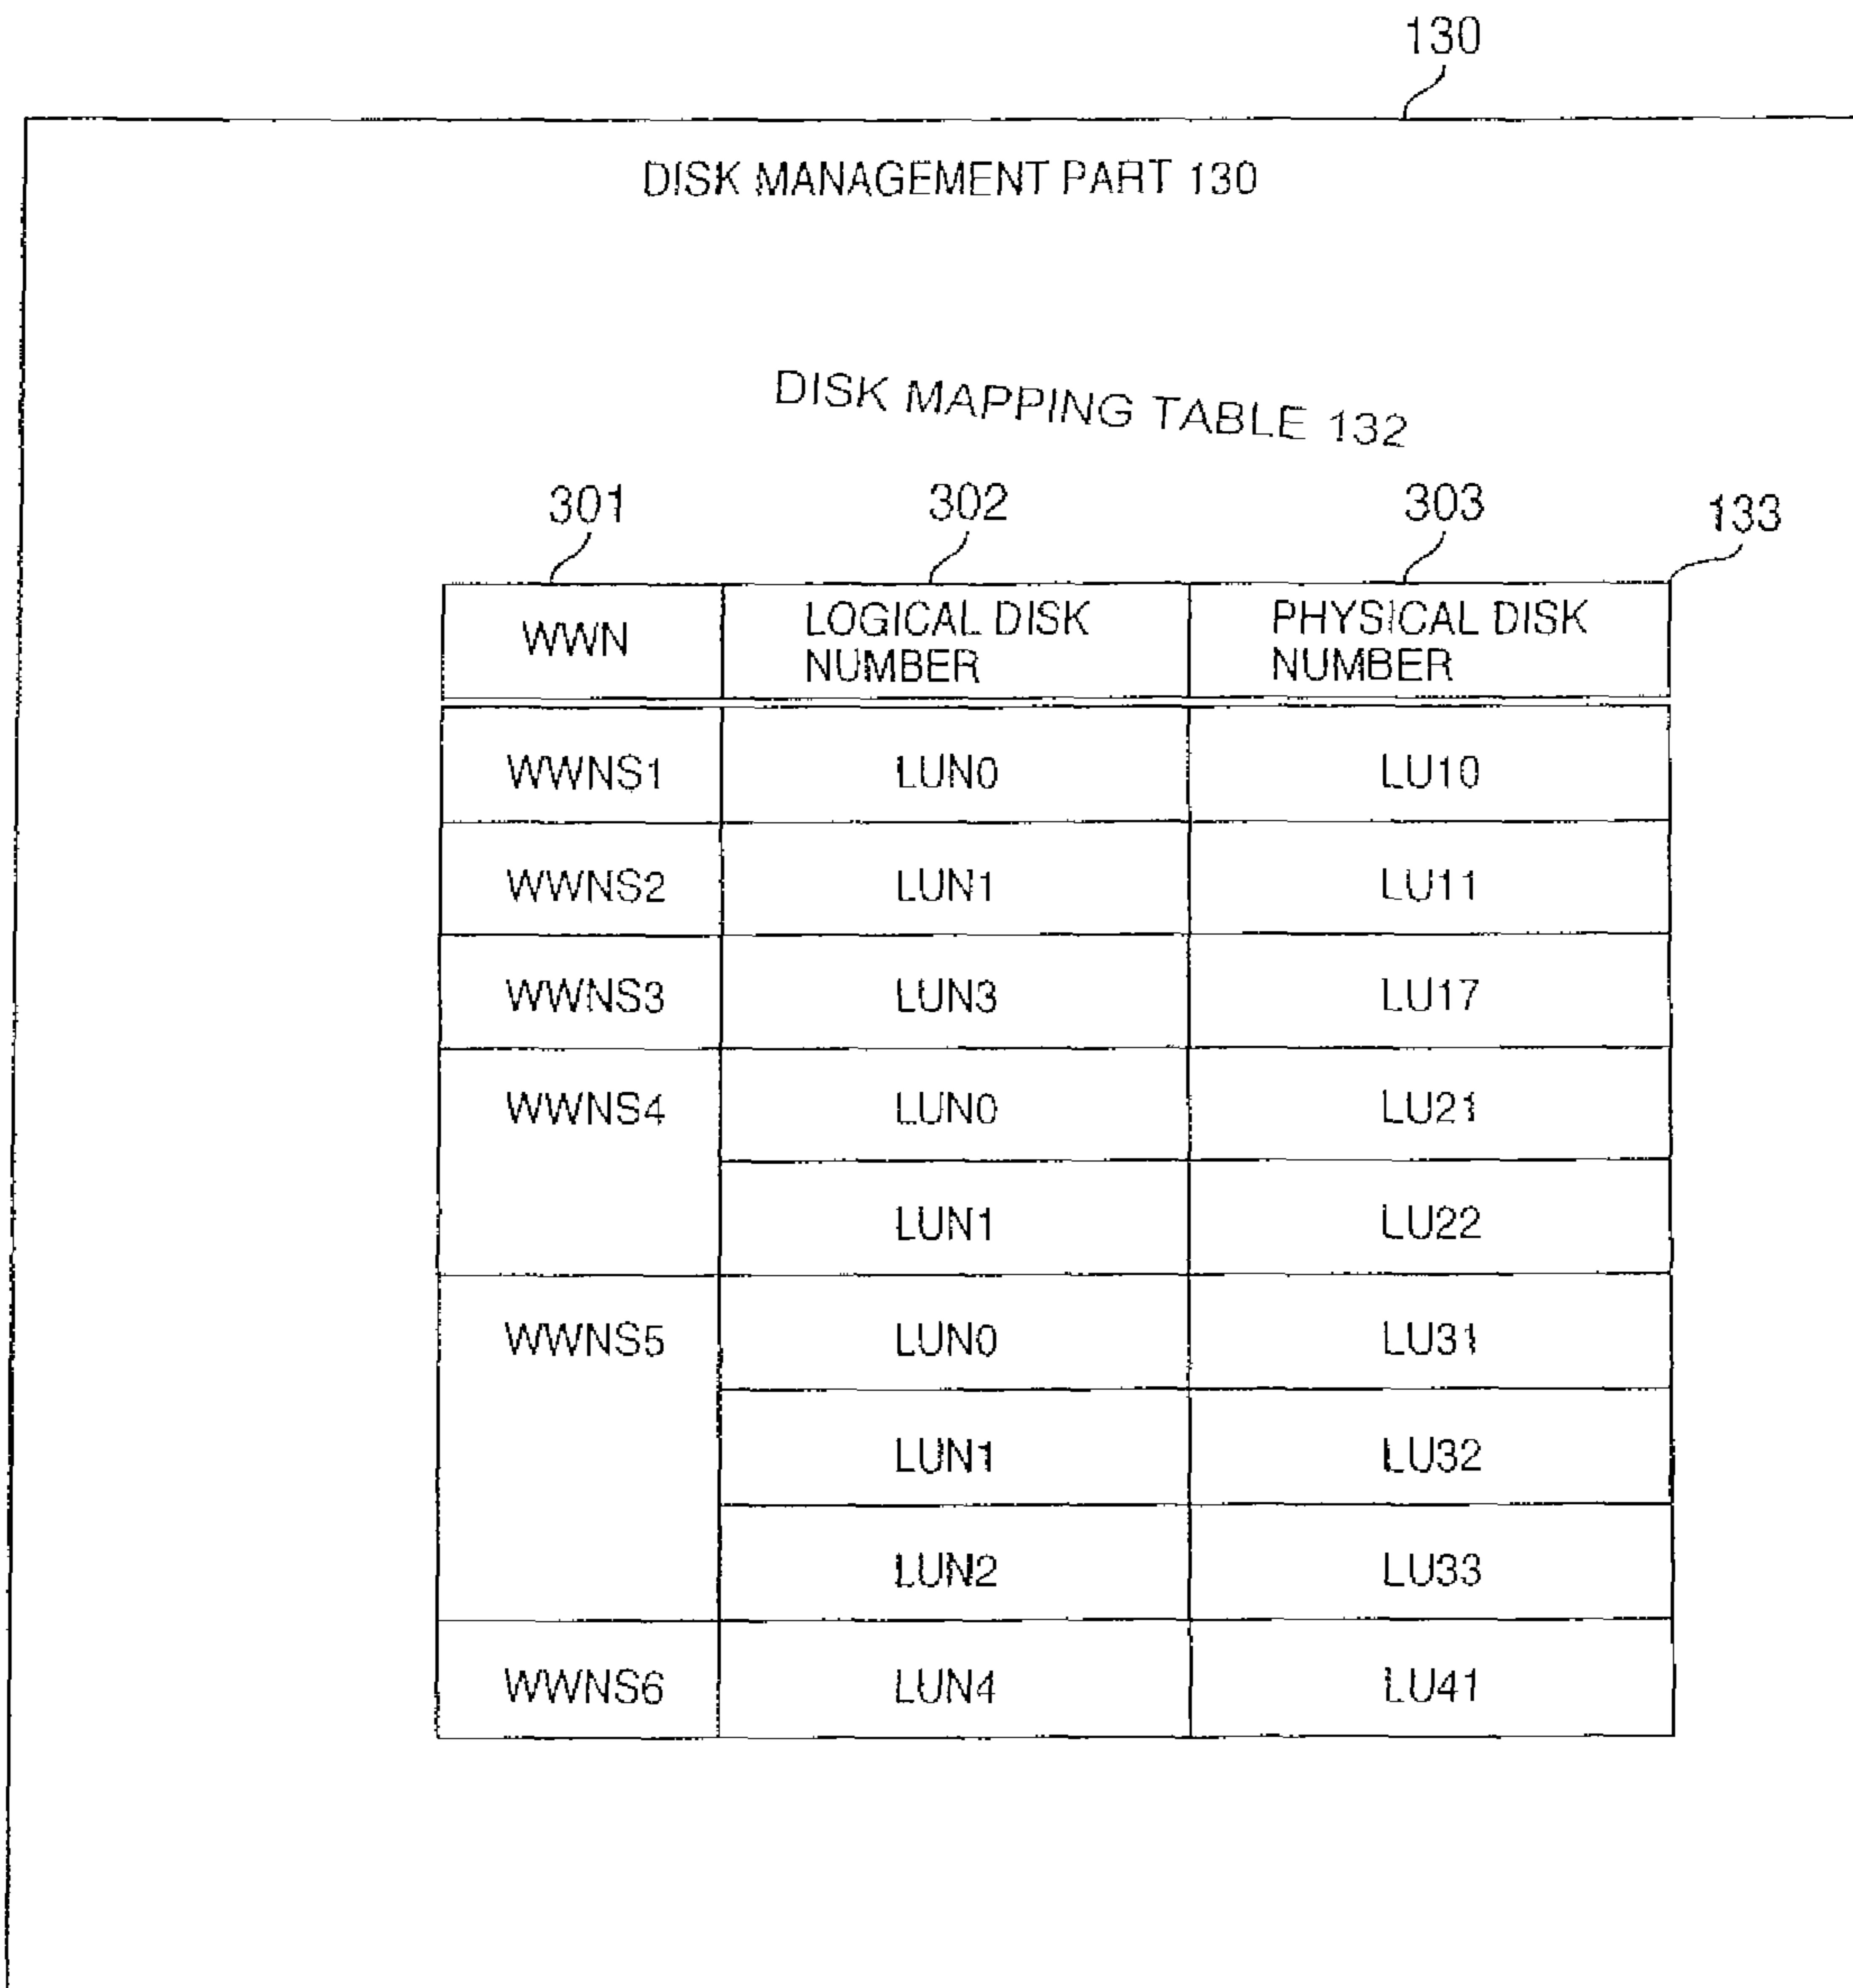 130
DISK MANAGEMENT PART 130
DISK MAPPING TABLE 132
301 302 303 133
WWN LOGICAL DISK NUMBER PHYSICAL DISK NUMBER
WWNS1 LUN0 LU10
WWNS2 LUN1 LU11
WWNS3 LUN3 LU17
WWNS4 LUN0 LU21
LUN1 LU22
WWNS5 LUN0 LU31
LUN1 LU32
LUN2 LU33
WWNS6 LUN4 LU41